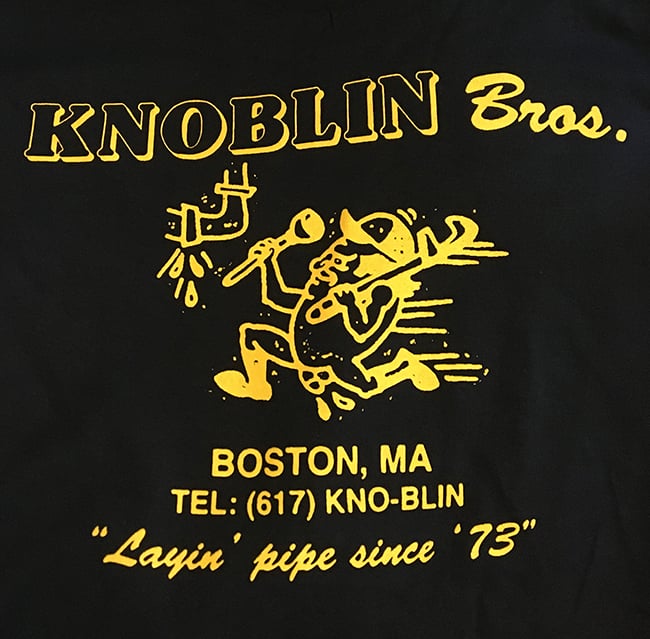 KNOBLIN Bros.
BOSTON, MA
TEL: (617) KNO-BLIN
"Layin' pipe since '73"